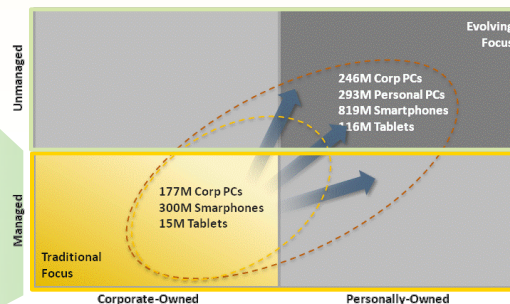 Evolving
Focus
Unmanaged
246M Corp PCs
293M Personal PCs
819M Smartphones
116M Tablets
177M Corp PCs
300M Smarphones
15M Tablets
Managed
Traditional
Focus
Corporate-Owned
Personally-Owned